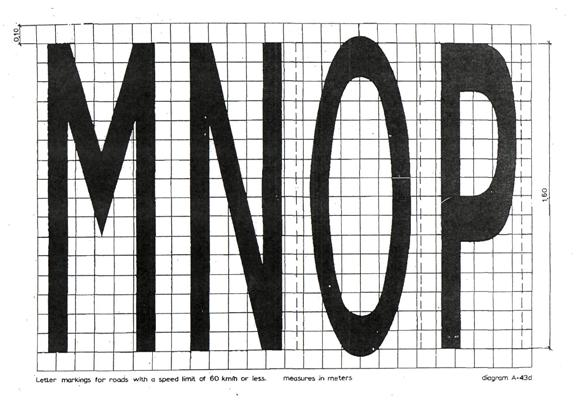 0,10
M N O P
1,60
Letter markings for roads with a speed limit of 60 km/h or less. measures in meters
diagram A-43d